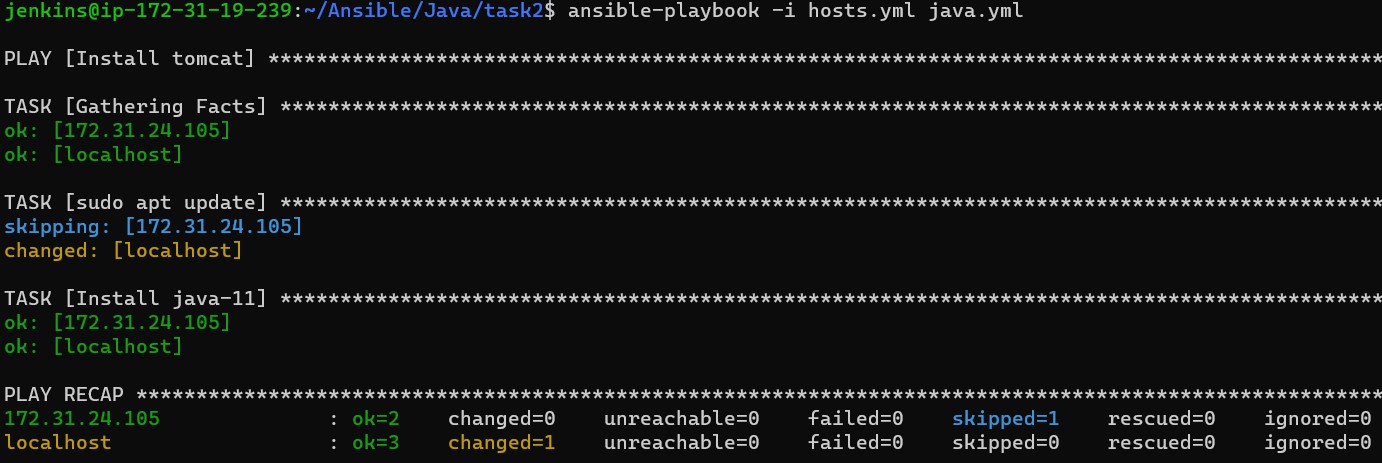 jenkins@ip-172-31-19-239:~/Ansible/Java/task2$ ansible-playbook -i hosts.yml java.yml
PLAY [Install tomcat] *********************************************************************************************
TASK [Gathering Facts] ********************************************************************************************
ok: [172.31.24.105]
ok: [localhost]
TASK [sudo apt update] ********************************************************************************************
skipping: [172.31.24.105]
changed: [localhost]
TASK [Install java-11] ********************************************************************************************
ok: [172.31.24.105]
ok: [localhost]
PLAY RECAP ********************************************************************************************************
172.31.24.105              : ok=2    changed=0    unreachable=0    failed=0    skipped=1    rescued=0    ignored=0
localhost                  : ok=3    changed=1    unreachable=0    failed=0    skipped=0    rescued=0    ignored=0